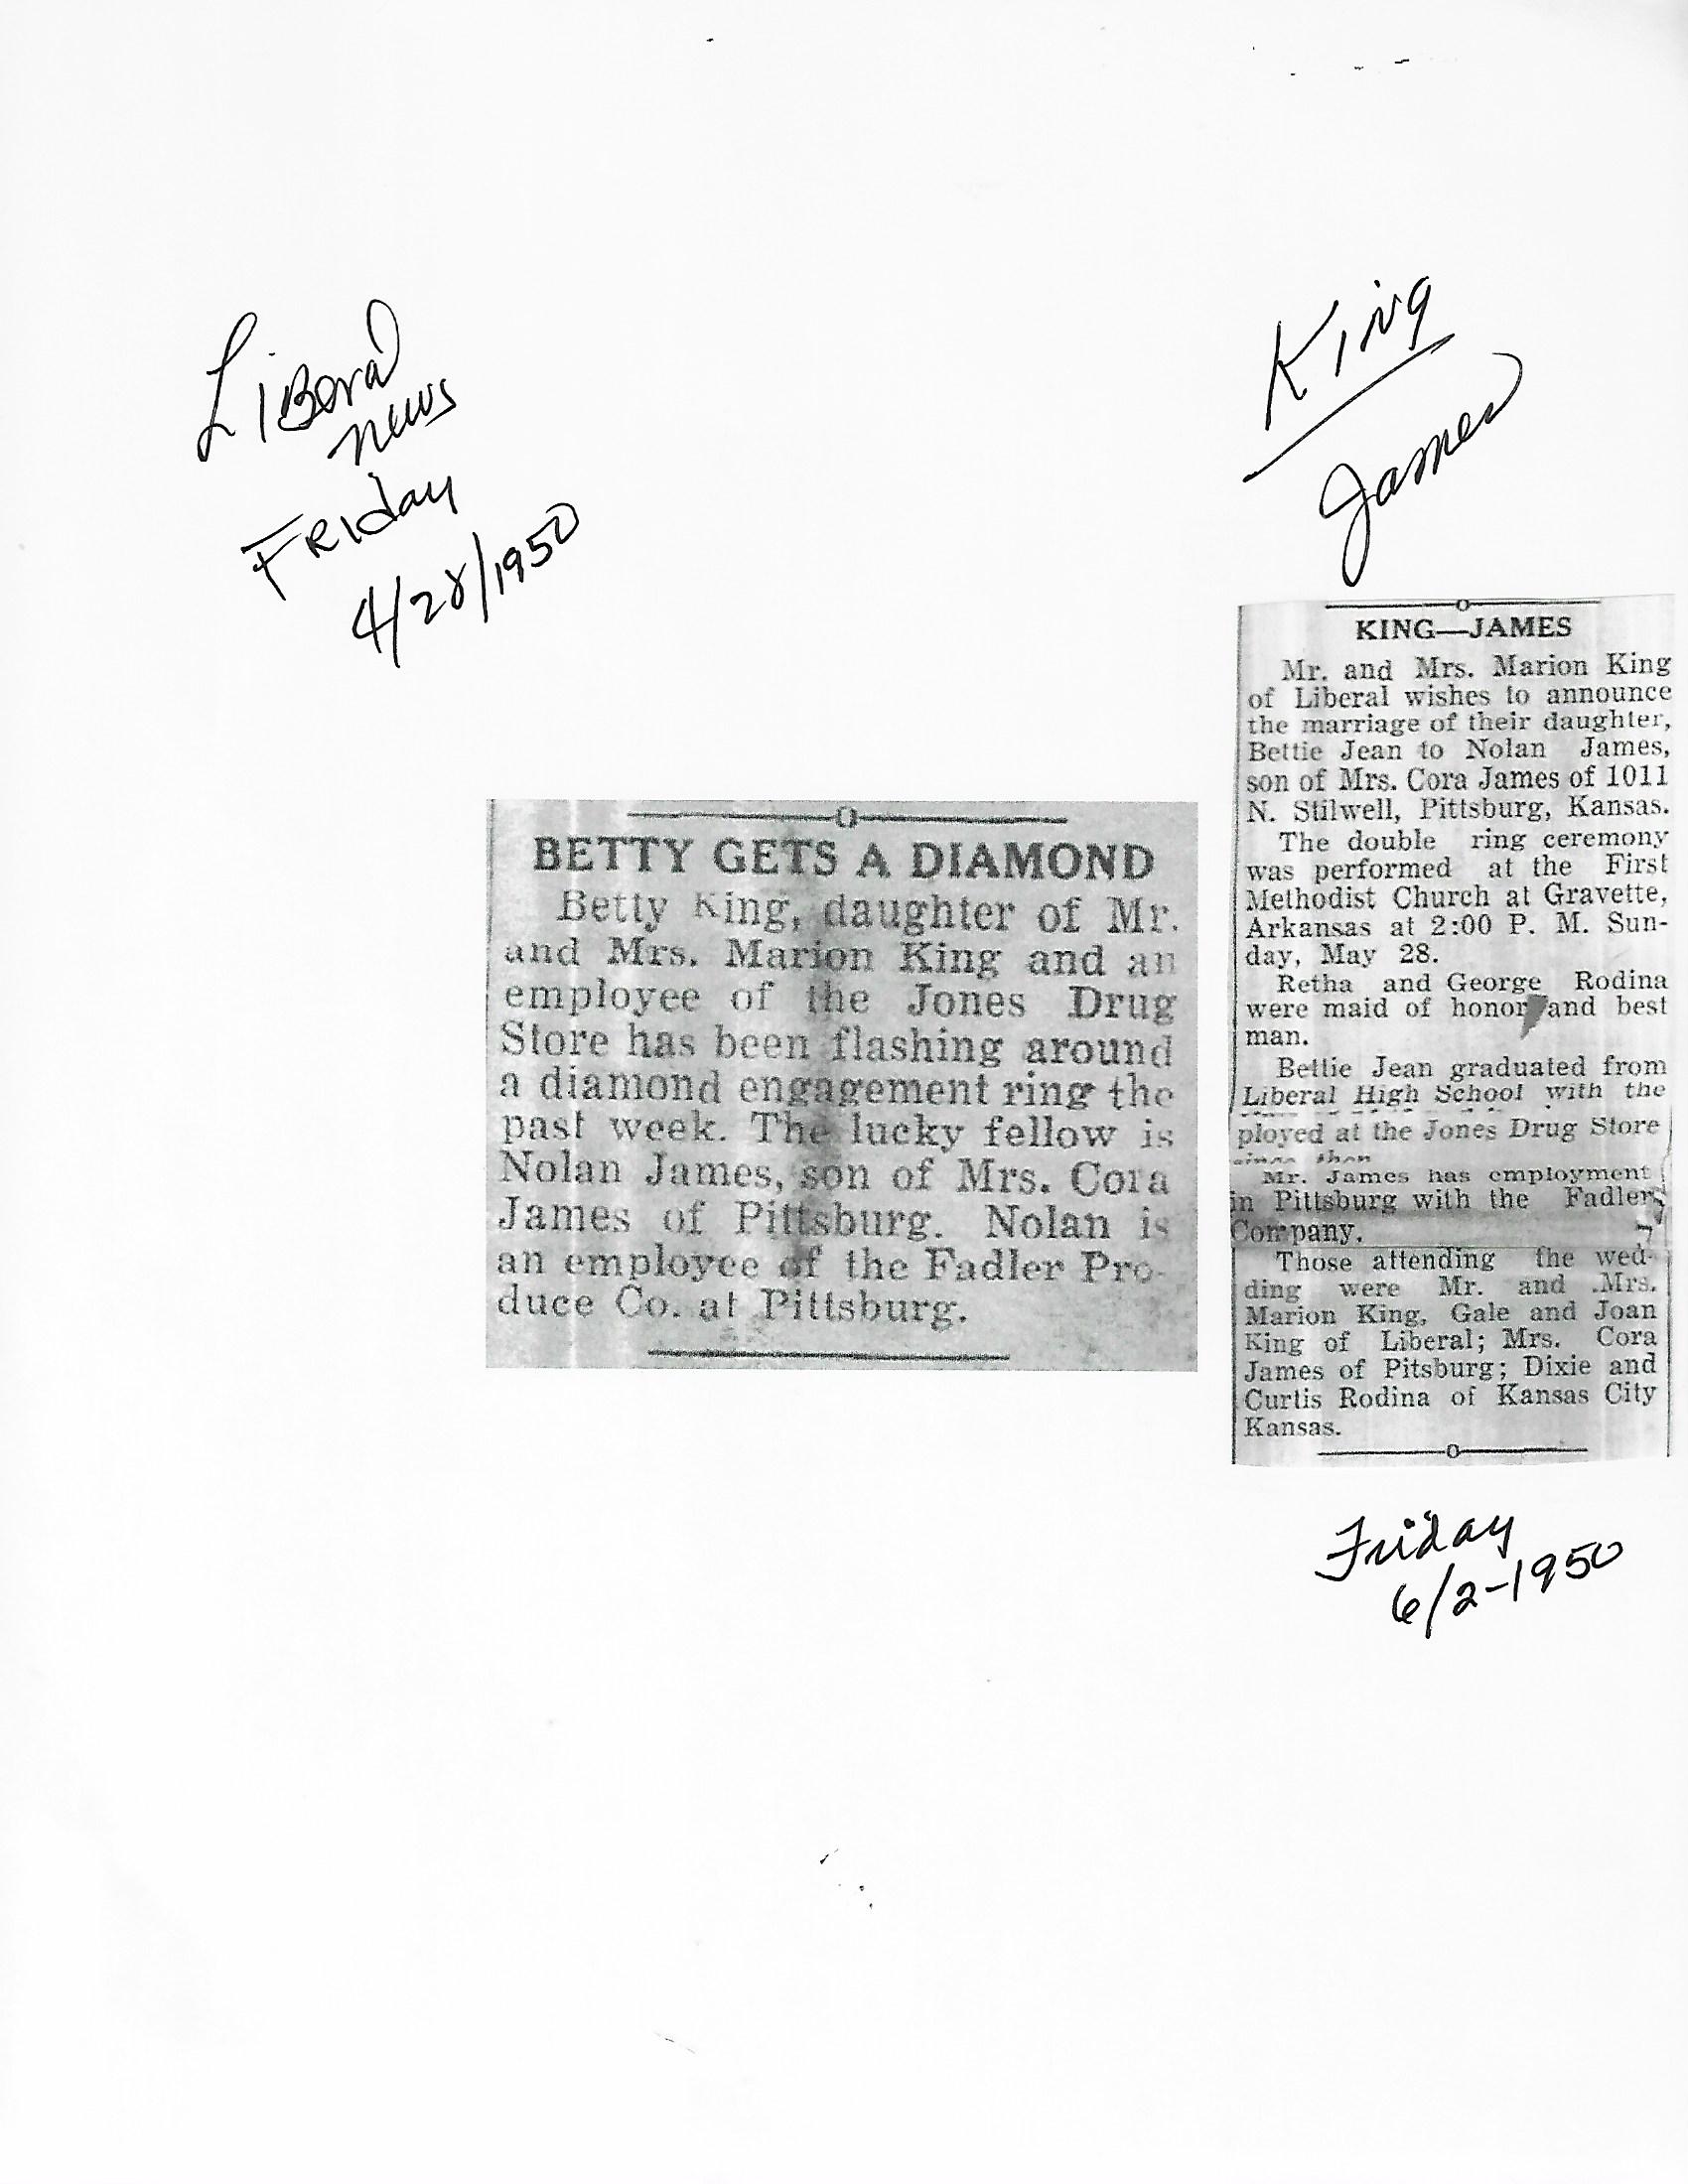 Liberal
News
Friday
4/28/1950
King
James
BETTY GETS A DIAMOND
Betty King, daughter of Mr.
and Mrs. Marion King and an
employee of the Jones Drug
Store has been flashing around
a diamond engagement ring the
past week. The lucky fellow is
Nolan James, son of Mrs. Cora
James of Pittsburg. Nolan is
an employee of the Fadler Pro-
duce Co. at Pittsburg.
KING—JAMES
Mr. and Mrs. Marion King
of Liberal wishes to announce
the marriage of their daughter,
Bettie Jean to Nolan James,
son of Mrs. Cora James of 1011
N. Stilwell, Pittsburg, Kansas.
The double ring ceremony
was performed at the First
Methodist Church at Gravette,
Arkansas at 2:00 P. M. Sun-
day, May 28.
Retha and George Rodina
were maid of honor and best
man.
Bettie Jean graduated from
Liberal High School with the
ployed at the Jones Drug Store
Mr. James has employment
in Pittsburg with the Fadler
Company.
Those attending the wed-
ding were Mr. and Mrs.
Marion King, Gale and Joan
King of Liberal; Mrs. Cora
James of Pitsburg; Dixie and
Curtis Rodina of Kansas City
Kansas.
Friday
6/2-1950